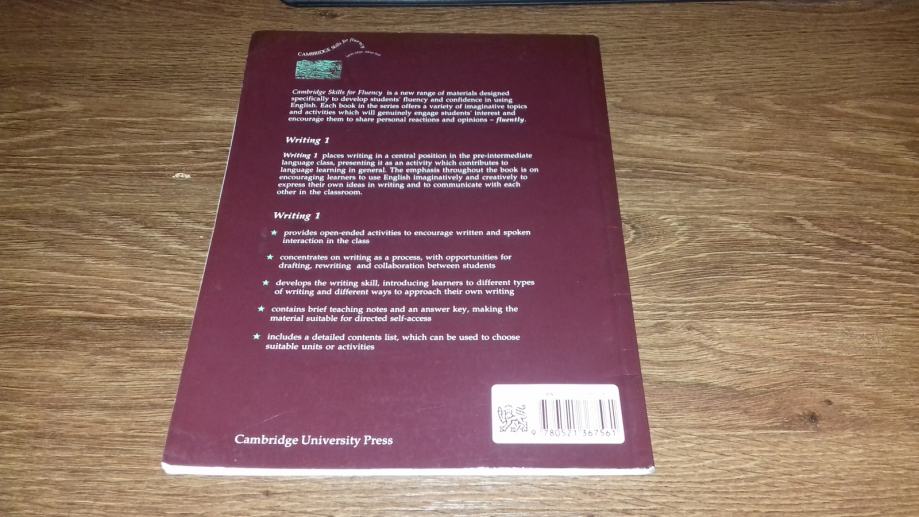 CAMBRIDGE Skills for fluency
Cambridge Skills for Fluency is a new range of materials designed
specifically to develop students' fluency and confidence in using
English. Each book in the series offers a variety of imaginative topics
and activities which will genuinely engage students' interest and
encourage them to share personal reactions and opinions – fluently.
Writing 1
Writing 1 places writing in a central position in the pre-intermediate
language class, presenting it as an activity which contributes to
language learning in general. The emphasis throughout the book is on
encouraging learners to use English imaginatively and creatively to
express their own ideas in writing and to communicate with each
other in the classroom.
Writing 1
★ provides open-ended activities to encourage written and spoken
interaction in the class
★ concentrates on writing as a process, with opportunities for
drafting, rewriting and collaboration between students
★ develops the writing skill, introducing learners to different types
of writing and different ways to approach their own writing
★ contains brief teaching notes and an answer key, making the
material suitable for directed self-access
★ includes a detailed contents list, which can be used to choose
suitable units or activities
Cambridge University Press
9 780521 367561